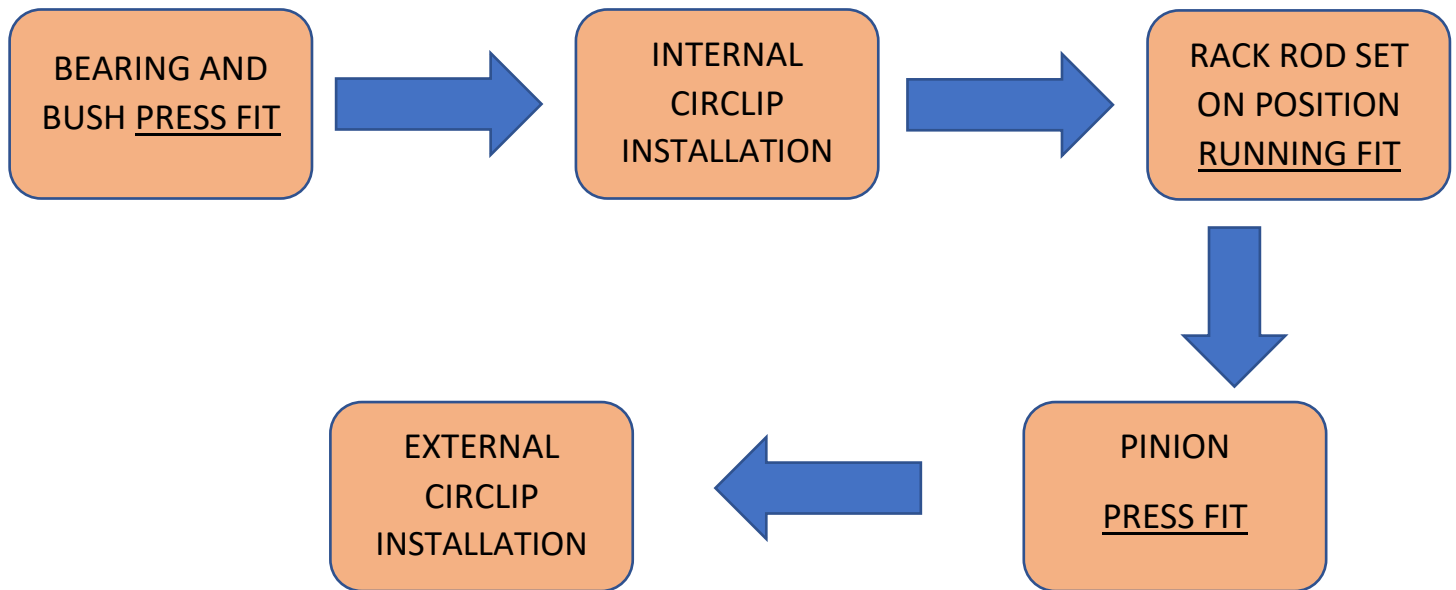 BEARING AND
BUSH PRESS FIT
INTERNAL
CIRCLIP
INSTALLATION
RACK ROD SET
ON POSITION
RUNNING FIT
PINION
PRESS FIT
EXTERNAL
CIRCLIP
INSTALLATION